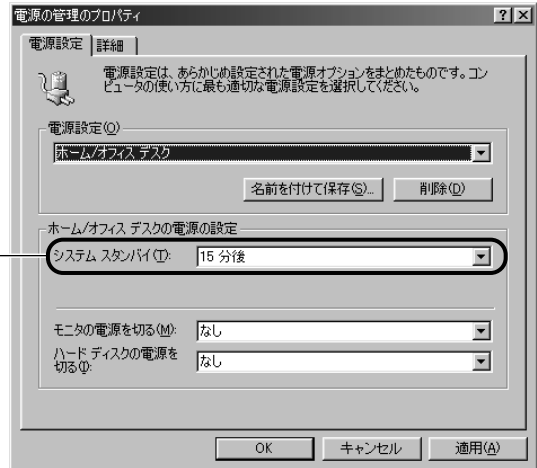 電源の管理のプロパティ
電源設定 詳細
電源設定は、あらかじめ設定された電源オプションをまとめたものです。コン
ピュータの使い方に最も適切な電源設定を選択してください。
電源設定(O)
ホーム/オフィス デスク
名前を付けて保存(S)... 削除(D)
ホーム/オフィス デスクの電源の設定
システム スタンバイ(T): 15 分後
モニタの電源を切る(M): なし
ハード ディスクの電源を
切る(I): なし
OK キャンセル 適用(A)